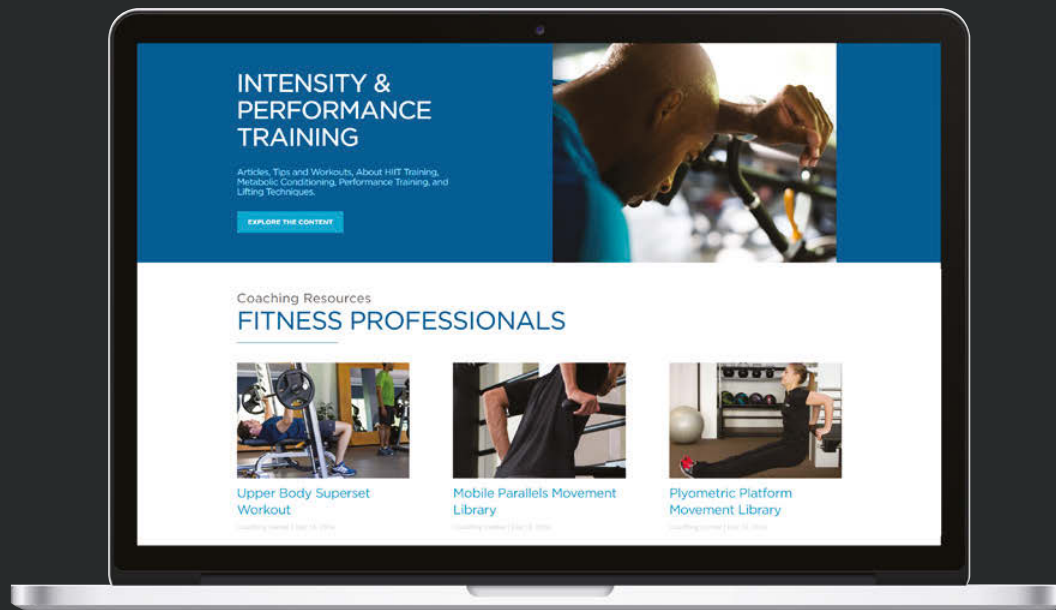 INTENSITY &
PERFORMANCE
TRAINING
Articles, Tips and Workouts, About HIIT Training,
Metabolic Conditioning, Performance Training, and
Lifting Techniques.
EXPLORE THE CONTENT
Coaching Resources
FITNESS PROFESSIONALS
Upper Body Superset
Workout
Mobile Parallels Movement
Library
Plyometric Platform
Movement Library